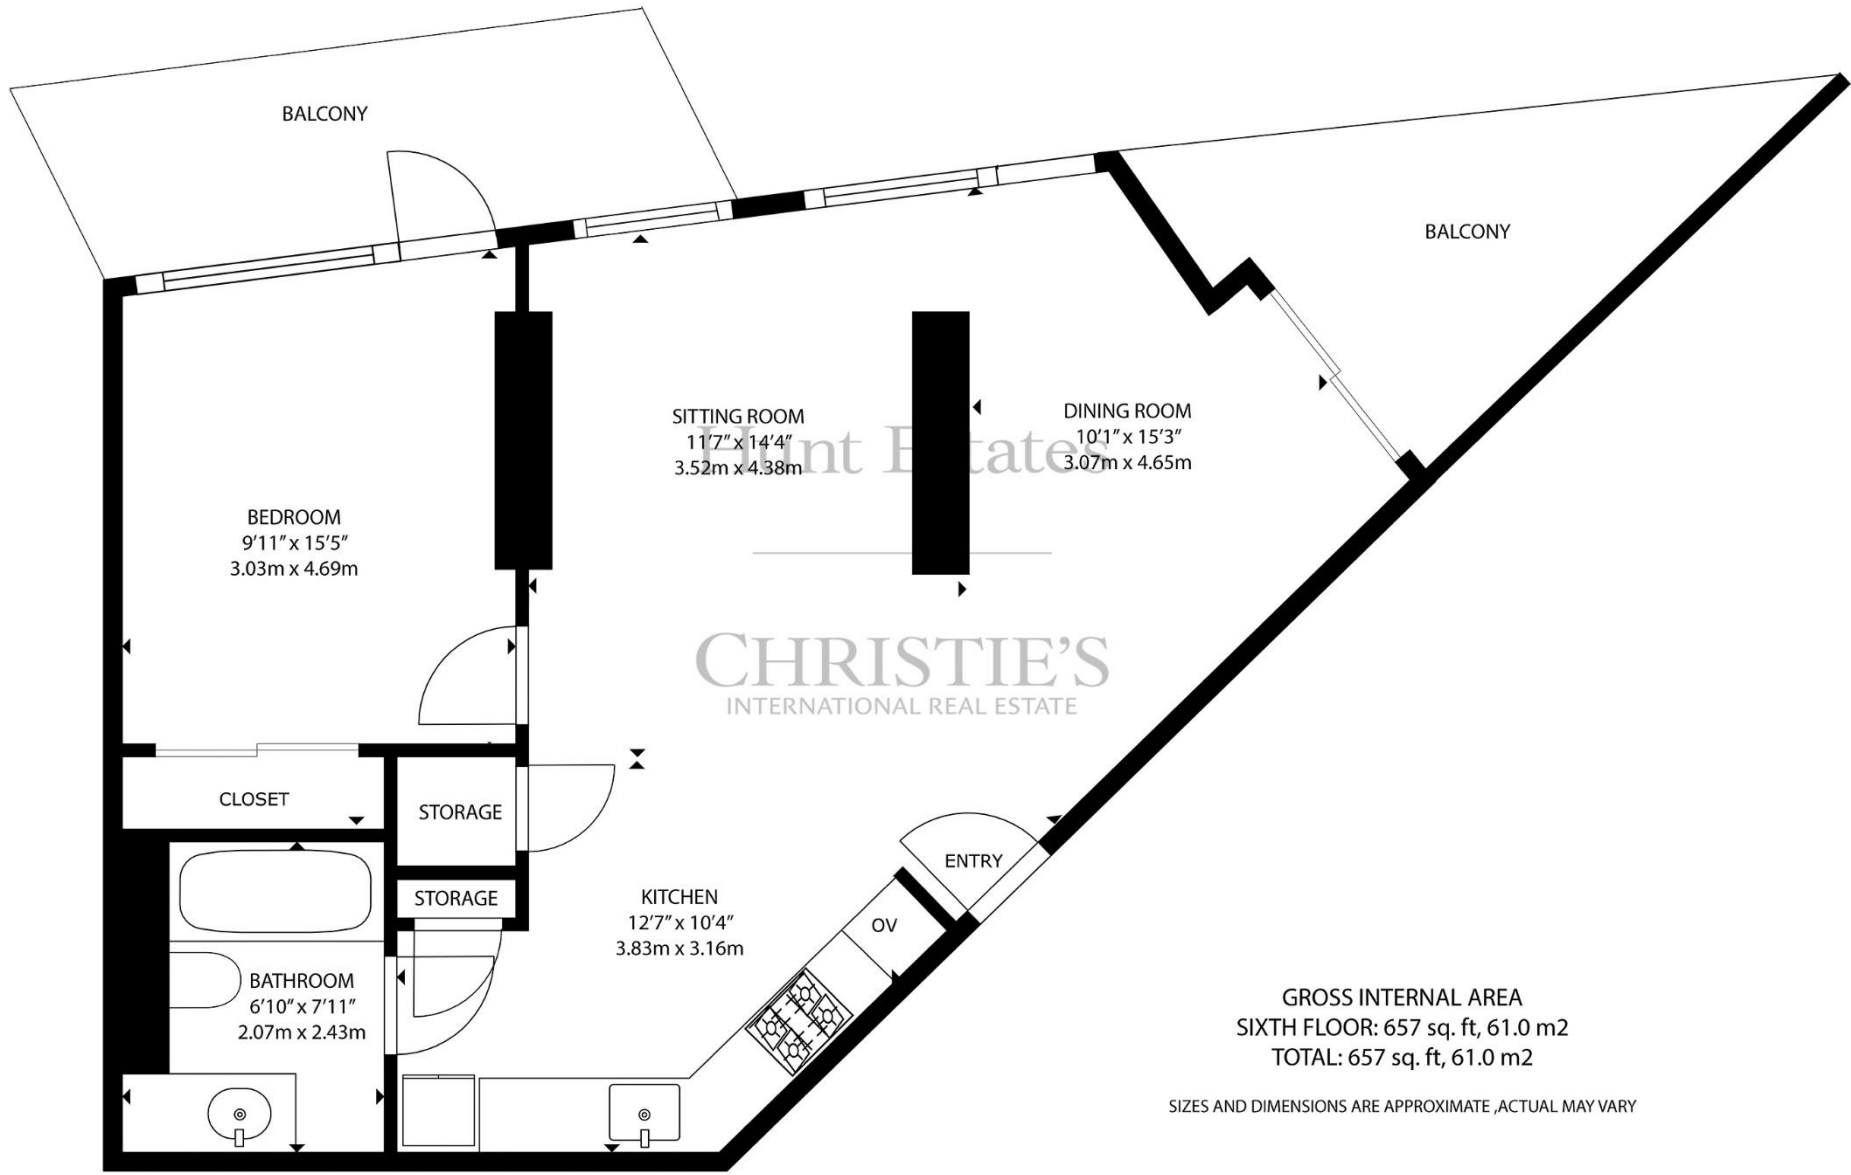 BALCONY
BALCONY
SITTING ROOM
11'7" x 14'4"
3.52m x 4.38m
DINING ROOM
10'1" x 15'3"
3.07m x 4.65m
Hunt Estates
BEDROOM
9'11" x 15'5"
3.03m x 4.69m
CHRISTIE'S
INTERNATIONAL REAL ESTATE
CLOSET
STORAGE
ENTRY
STORAGE
KITCHEN
12'7" x 10'4"
3.83m x 3.16m
OV
BATHROOM
6'10" x 7'11"
2.07m x 2.43m
GROSS INTERNAL AREA
SIXTH FLOOR: 657 sq. ft, 61.0 m2
TOTAL: 657 sq. ft, 61.0 m2
SIZES AND DIMENSIONS ARE APPROXIMATE ,ACTUAL MAY VARY